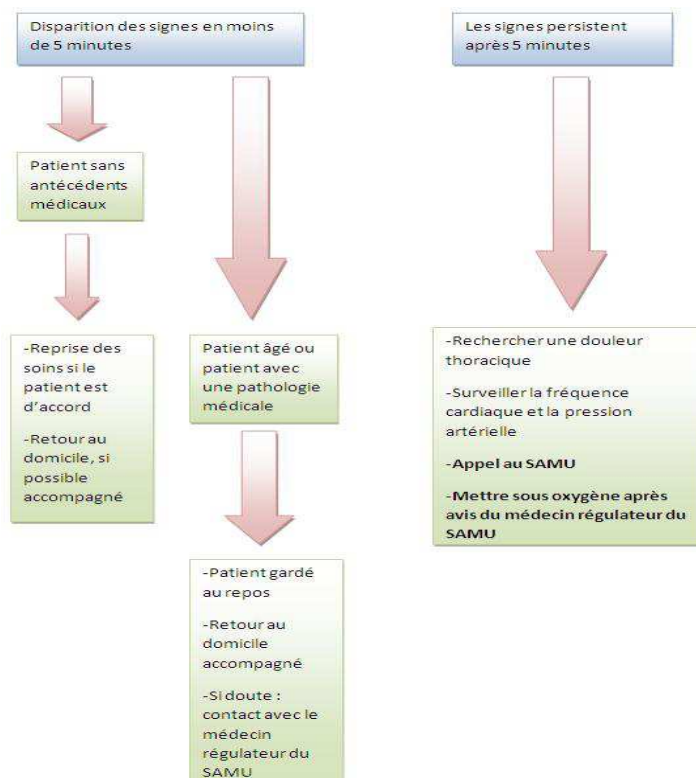 Disparition des signes en moins
de 5 minutes
Patient sans
antécédents
médicaux
-Reprise des
soins si le
patient est
d'accord
-Retour au
domicile, si
possible
accompagné
Patient âgé ou
patient avec
une pathologie
médicale
-Patient gardé
au repos
-Retour au
domicile
accompagné
-Si doute :
contact avec le
médecin
régulateur du
SAMU
Les signes persistent
après 5 minutes
-Rechercher une douleur
thoracique
-Surveiller la fréquence
cardiaque et la pression
artérielle
-Appel au SAMU
-Mettre sous oxygène après
avis du médecin régulateur du
SAMU